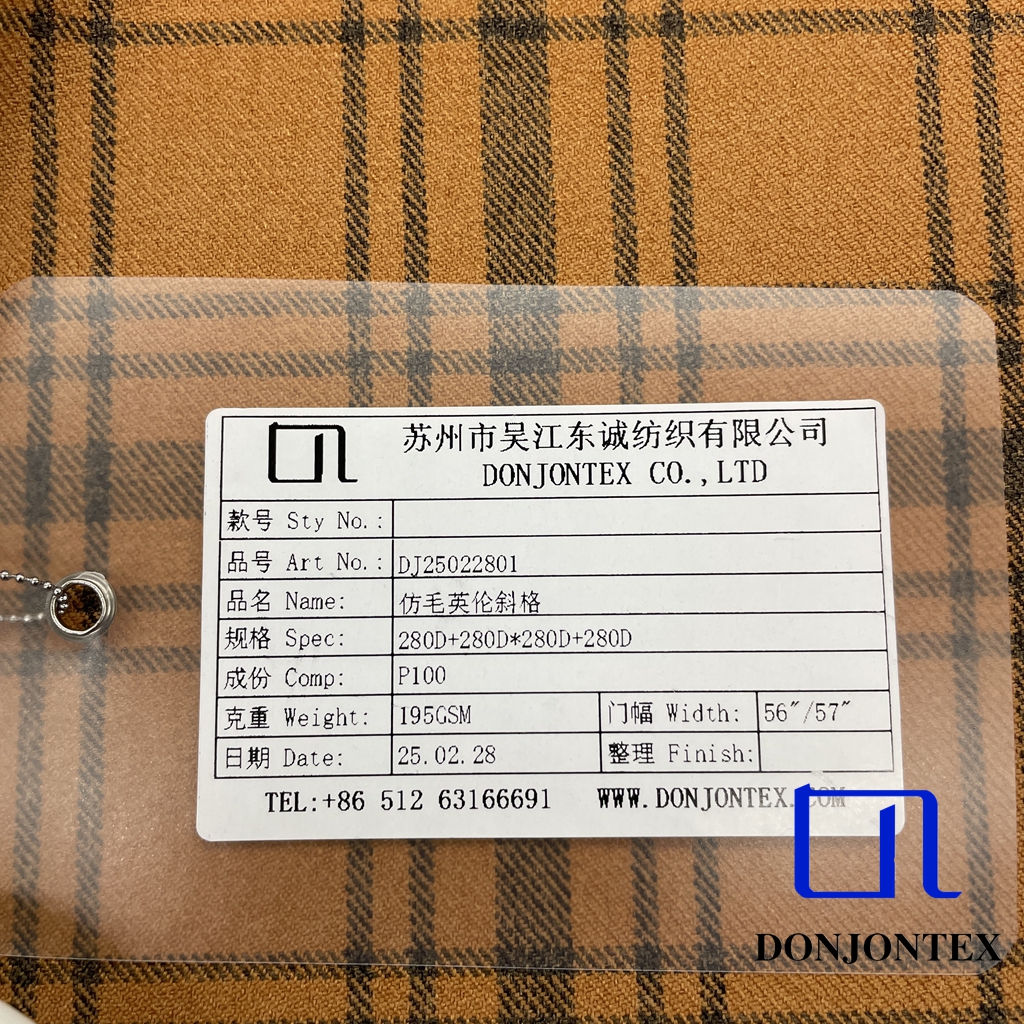 苏州市吴江东诚纺织有限公司
DONJONTEX CO.,LTD
款号 Sty No.:
品号 Art No.: DJ25022801
品名 Name: 仿毛英伦斜格
规格 Spec: 280D+280D*280D+280D
成份 Comp: P100
克重 Weight: 195GSM 门幅 Width: 56"/57"
日期 Date: 25.02.28 整理 Finish:
TEL:+86 512 63166691 WWW.DONJONTEX.COM
DONJONTEX